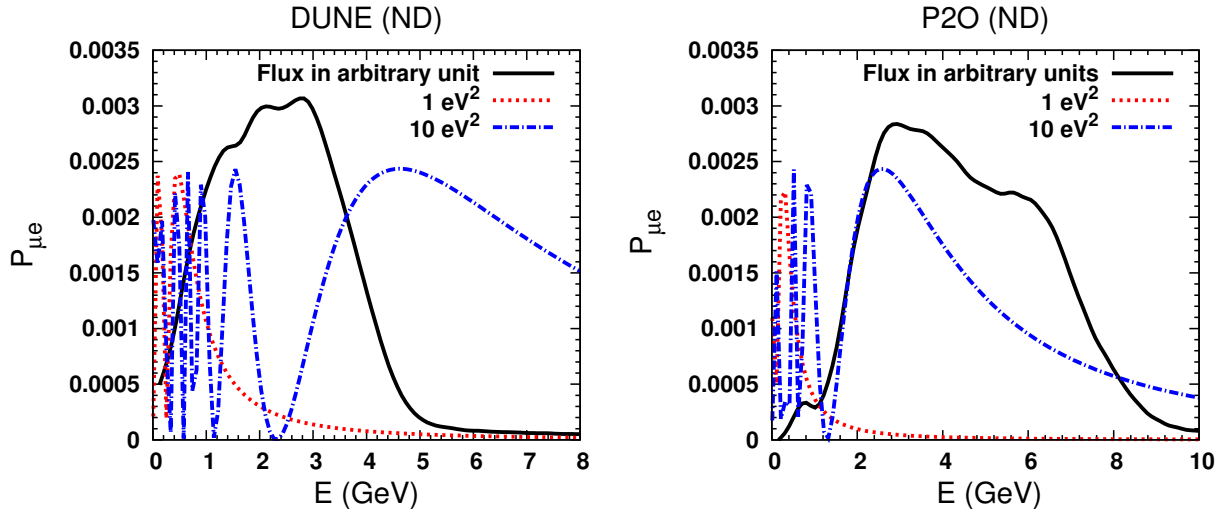 DUNE (ND)
P_μe
0.0035
0.003
0.0025
0.002
0.0015
0.001
0.0005
0
Flux in arbitrary unit
1 eV²
10 eV²
0 1 2 3 4 5 6 7 8
E (GeV)
P2O (ND)
P_μe
0.0035
0.003
0.0025
0.002
0.0015
0.001
0.0005
0
Flux in arbitrary units
1 eV²
10 eV²
0 2 4 6 8 10
E (GeV)